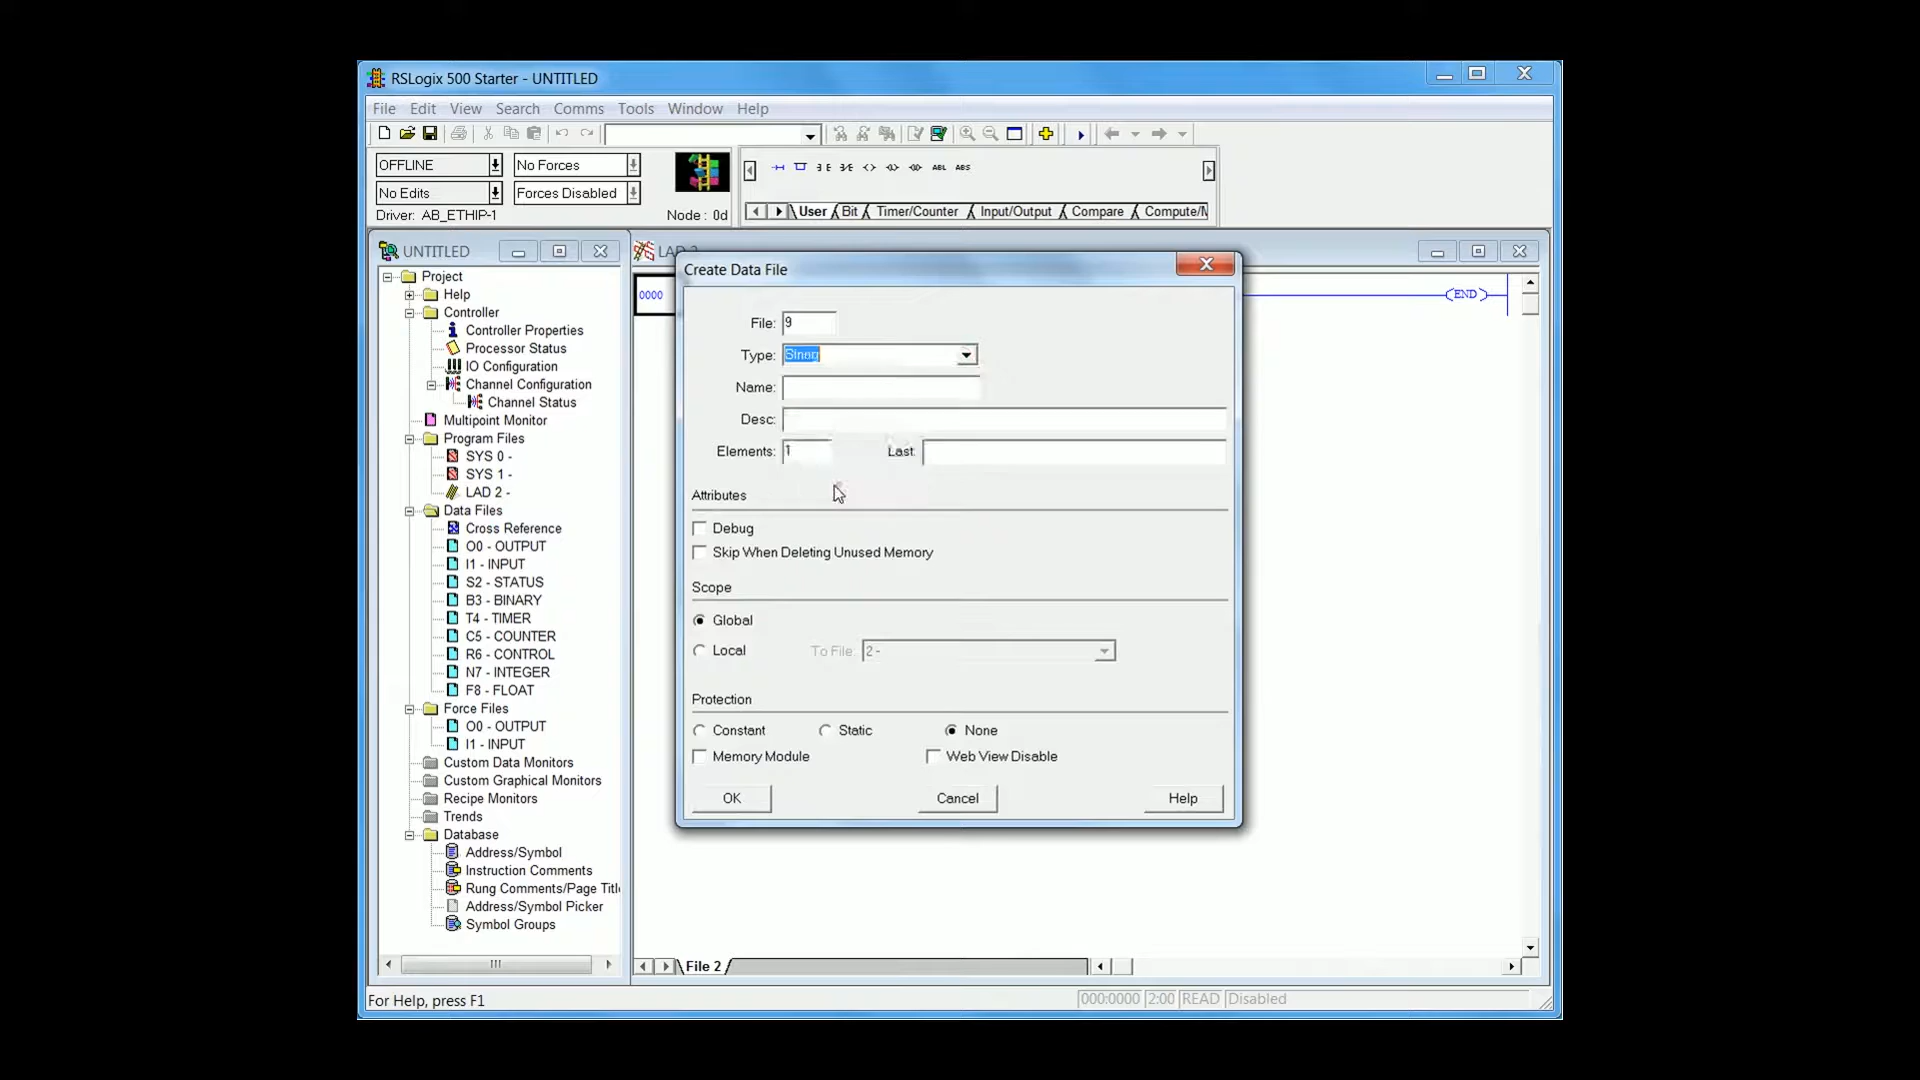 RSLogix 500 Starter - UNTITLED
File Edit View Search Comms Tools Window Help
OFFLINE No Forces
No Edits Forces Disabled
Driver: AB_ETHIP-1 Node : 0d
ABL ABS
User Bit Timer/Counter Input/Output Compare Compute/M
UNTITLED
Project
Help
Controller
Controller Properties
Processor Status
IO Configuration
Channel Configuration
Channel Status
Multipoint Monitor
Program Files
SYS 0 -
SYS 1 -
LAD 2 -
Data Files
Cross Reference
O0 - OUTPUT
I1 - INPUT
S2 - STATUS
B3 - BINARY
T4 - TIMER
C5 - COUNTER
R6 - CONTROL
N7 - INTEGER
F8 - FLOAT
Force Files
O0 - OUTPUT
I1 - INPUT
Custom Data Monitors
Custom Graphical Monitors
Recipe Monitors
Trends
Database
Address/Symbol
Instruction Comments
Rung Comments/Page Title
Address/Symbol Picker
Symbol Groups
LAD 2
0000
END
Create Data File
File: 9
Type: String
Name:
Desc:
Elements: 1 Last:
Attributes
Debug
Skip When Deleting Unused Memory
Scope
Global
Local To File: 2 -
Protection
Constant Static None
Memory Module Web View Disable
OK Cancel Help
File 2
For Help, press F1
000:0000 2:00 READ Disabled